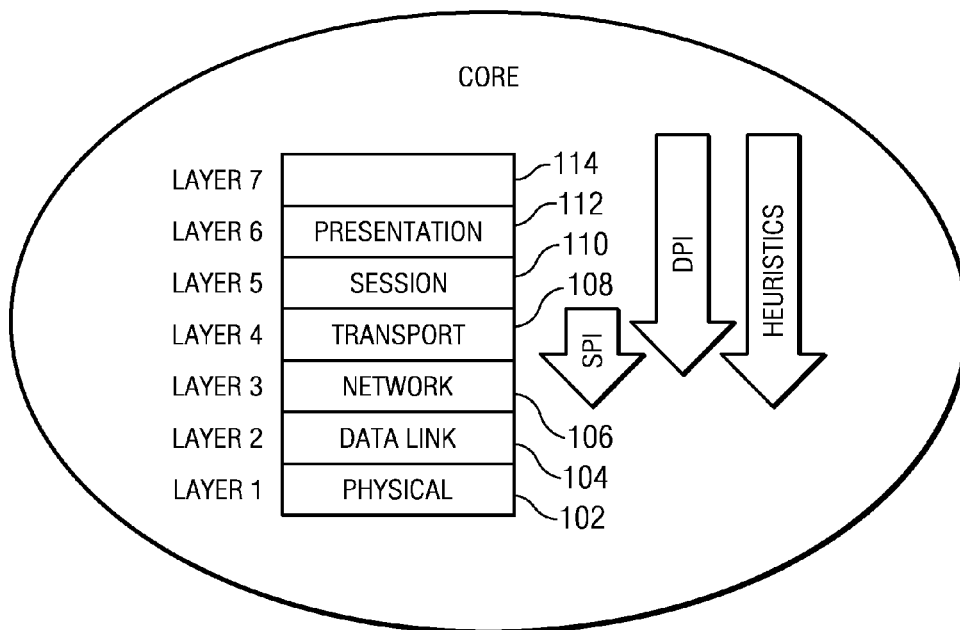 CORE
LAYER 7
114
LAYER 6
PRESENTATION
112
LAYER 5
SESSION
110
LAYER 4
TRANSPORT
108
LAYER 3
NETWORK
106
LAYER 2
DATA LINK
104
LAYER 1
PHYSICAL
102
SPI
DPI
HEURISTICS